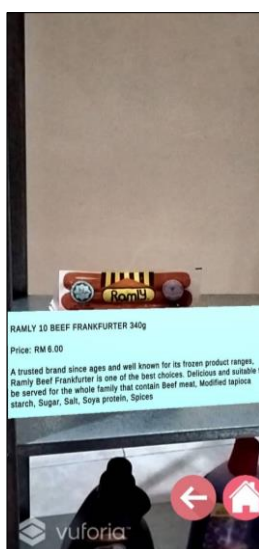 Ramly
RAMLY 10 BEEF FRANKFURTER 340g
Price: RM 6.00
A trusted brand since ages and well known for its frozen product ranges,
Ramly Beef Frankfurter is one of the best choices. Delicious and suitable
be served for the whole family that contain Beef meat, Modified tapioca
starch, Sugar, Salt, Soya protein, Spices
vuforia